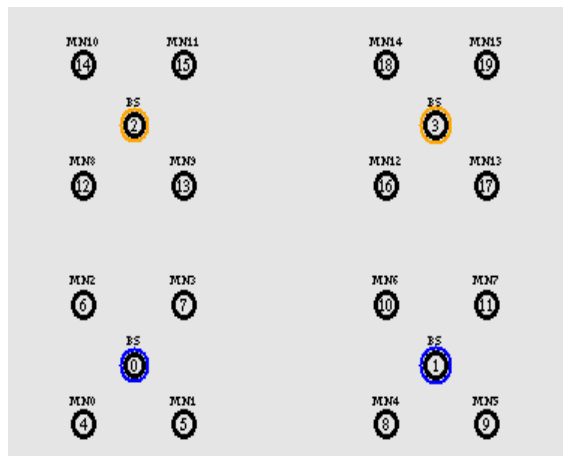 MN10 MN11 MN14 MN15
14 15 18 19
BS BS
2 3
MN8 MN9 MN12 MN13
12 13 16 17
MN2 MN3 MN6 MN7
6 7 10 11
BS BS
0 1
MN0 MN1 MN4 MN5
4 5 8 9